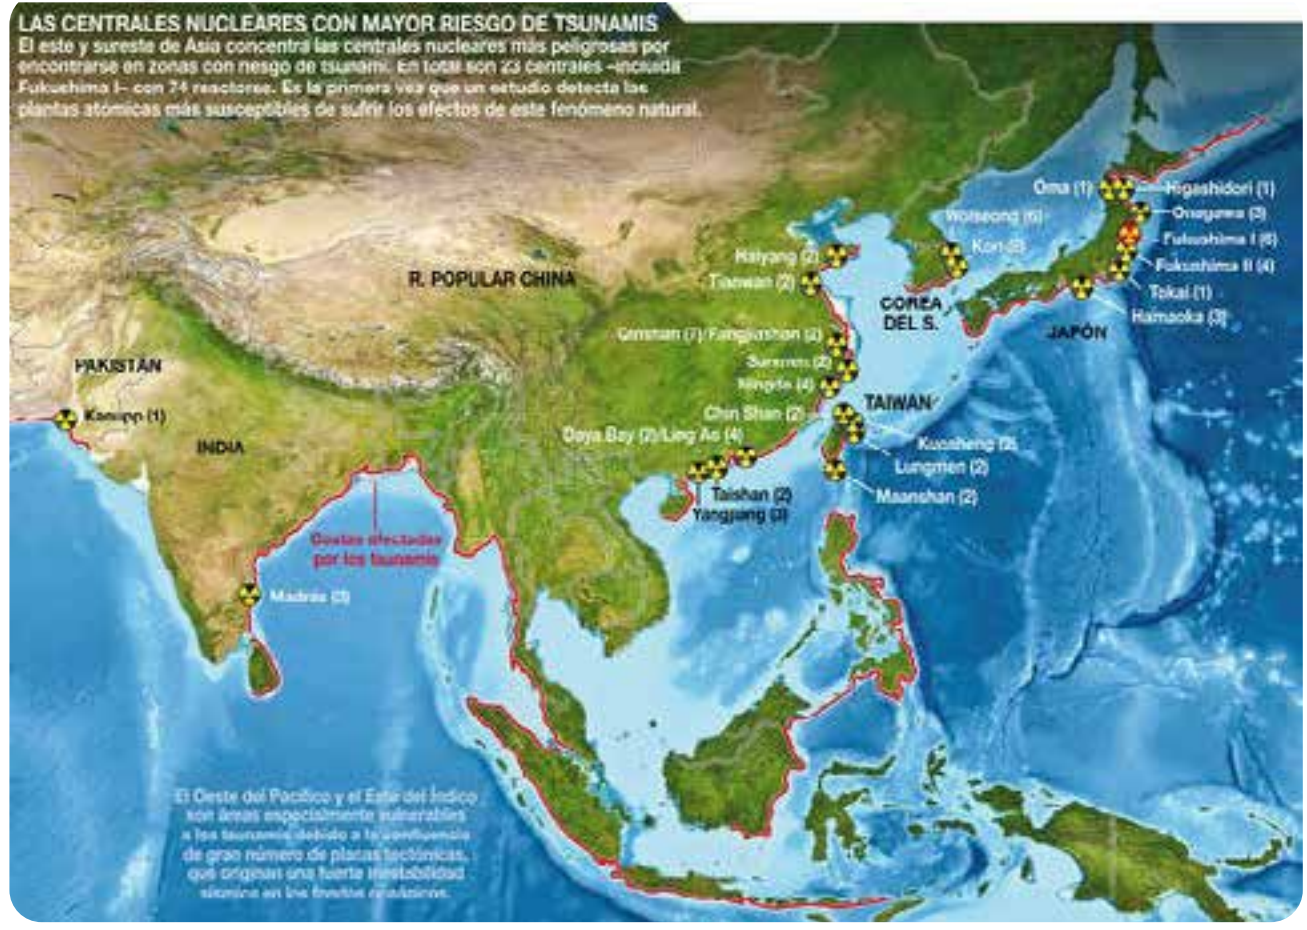 LAS CENTRALES NUCLEARES CON MAYOR RIESGO DE TSUNAMIS
El este y sureste de Asia concentra las centrales nucleares más peligrosas por
encontrarse en zonas con riesgo de tsunami. En total son 23 centrales –incluida
Fukushima I– con 74 reactores. Es la primera vez que un estudio detecta las
plantas atómicas más susceptibles de sufrir los efectos de este fenómeno natural.
Oma (1)
Higashidori (1)
Onagawa (3)
Wolseong (6)
Fukushima I (6)
Kori
Haiyang (2)
Fukushima II (4)
R. POPULAR CHINA
Tianwan (2)
Tokai (1)
COREA
DEL S.
Hamaoka (3)
JAPÓN
Qinshan (7)/Fangjiashan (2)
PAKISTÁN
Sanmen (2)
Ningde (4)
TAIWAN
Kanupp (1)
Chin Shan (2)
Daya Bay (2)/Ling Ao (4)
INDIA
Kuosheng (2)
Lungmen (2)
Taishan (2)
Maanshan (2)
Yangjiang (3)
Costas afectadas
por los tsunamis
Madrás (3)
El Oeste del Pacífico y el Este del Índico
son áreas especialmente vulnerables
a los tsunamis debido a la confluencia
de gran número de placas tectónicas,
que originan una fuerte inestabilidad
sísmica en los fondos oceánicos.